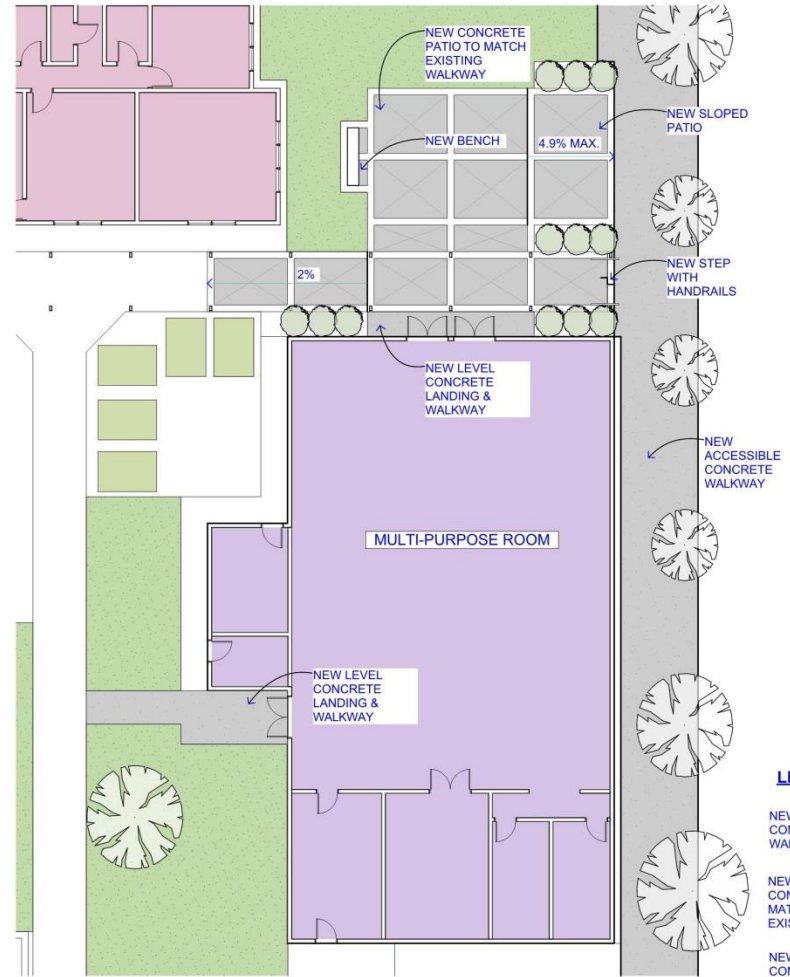 NEW CONCRETE
PATIO TO MATCH
EXISTING
WALKWAY
NEW BENCH
4.9% MAX.
NEW SLOPED
PATIO
2%
NEW STEP
WITH
HANDRAILS
NEW LEVEL
CONCRETE
LANDING &
WALKWAY
NEW
ACCESSIBLE
CONCRETE
WALKWAY
MULTI-PURPOSE ROOM
NEW LEVEL
CONCRETE
LANDING &
WALKWAY